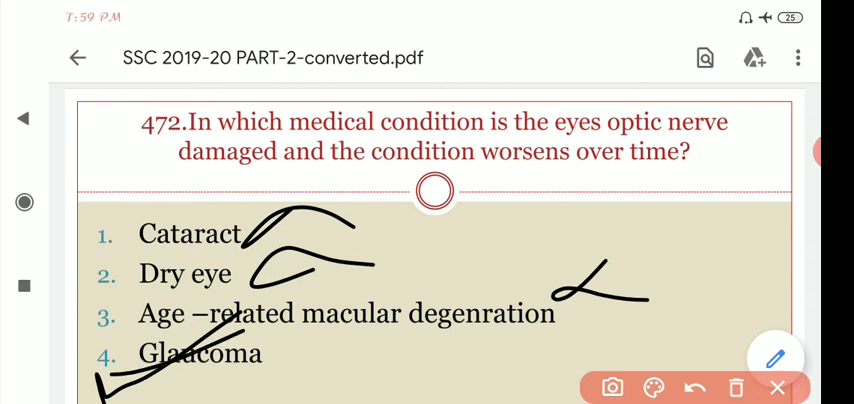 7:59 PM
25
SSC 2019-20 PART-2-converted.pdf
472.In which medical condition is the eyes optic nerve
damaged and the condition worsens over time?
1. Cataract
2. Dry eye
3. Age –related macular degenration
4. Glaucoma